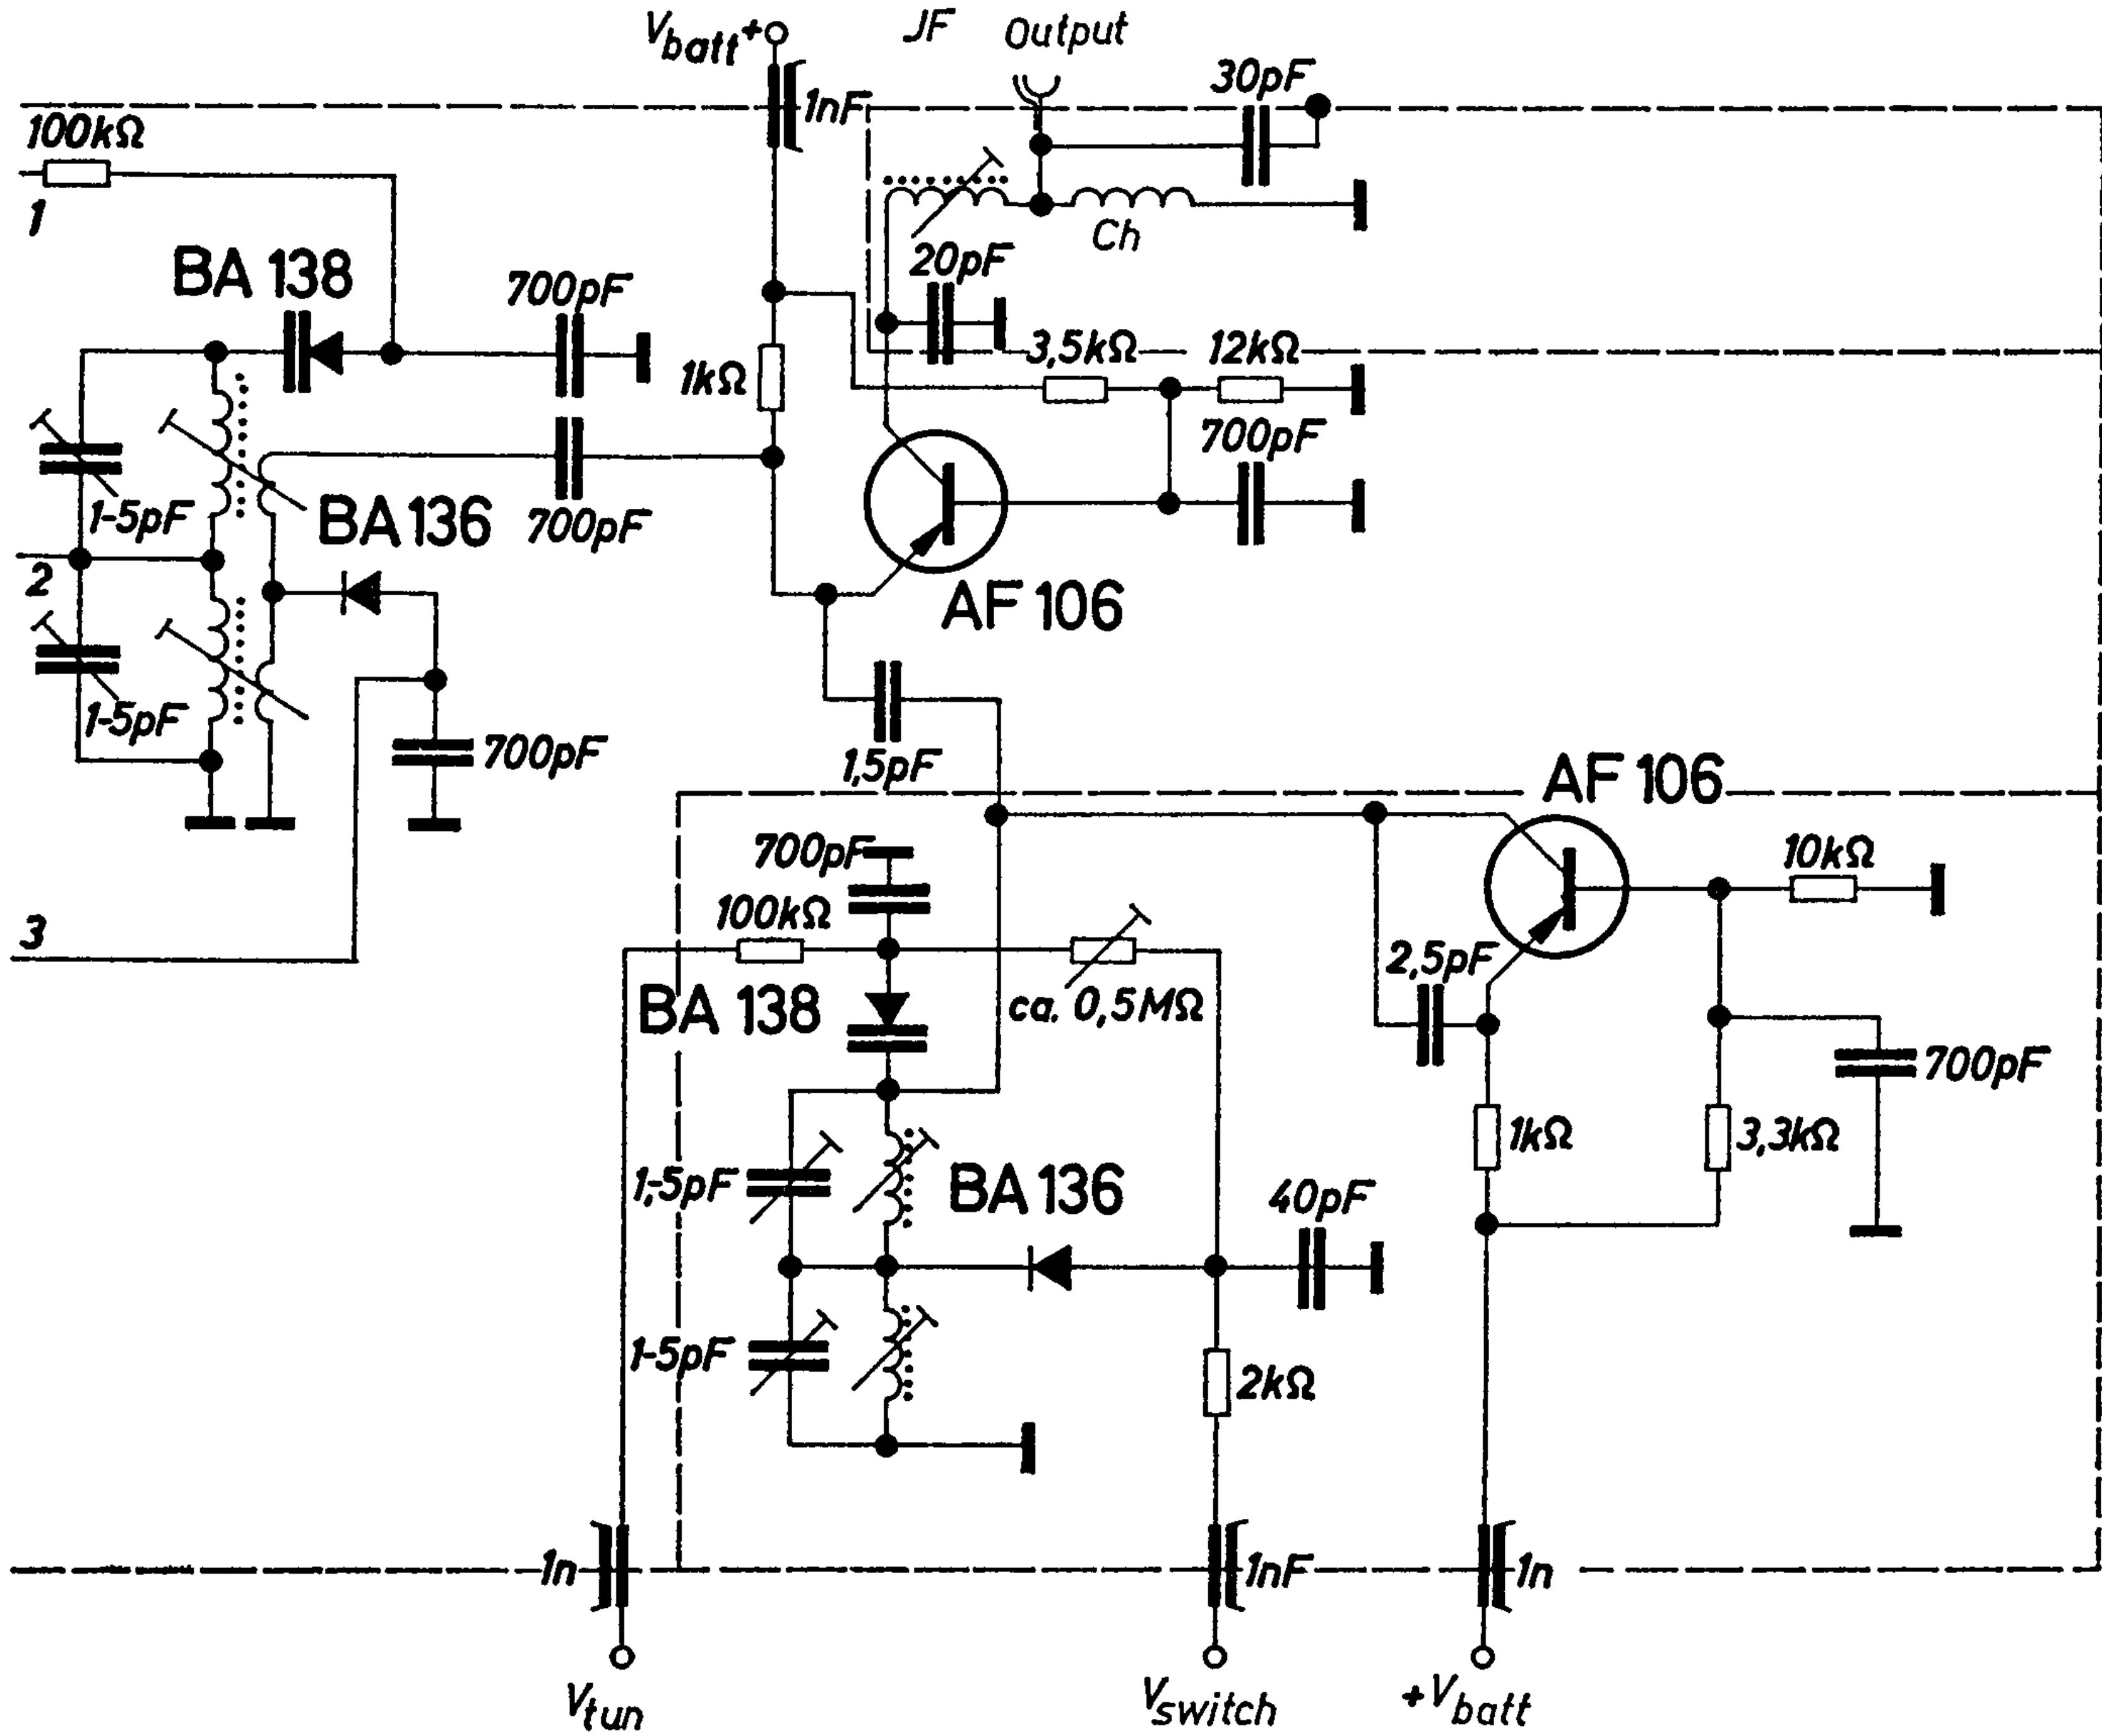 Vbatt+
JF Output
30pF
1nF
100kΩ
1
Ch
BA 138
700pF
20pF
3,5kΩ
12kΩ
1kΩ
700pF
1-5pF
BA 136
700pF
2
AF 106
1-5pF
700pF
1,5pF
AF 106
700pF
10kΩ
100kΩ
3
2,5pF
BA 138
ca. 0,5MΩ
700pF
1kΩ
3,3kΩ
1,-5pF
BA 136
40pF
1-5pF
2kΩ
1n
1nF
1n
Vtun
Vswitch
+Vbatt